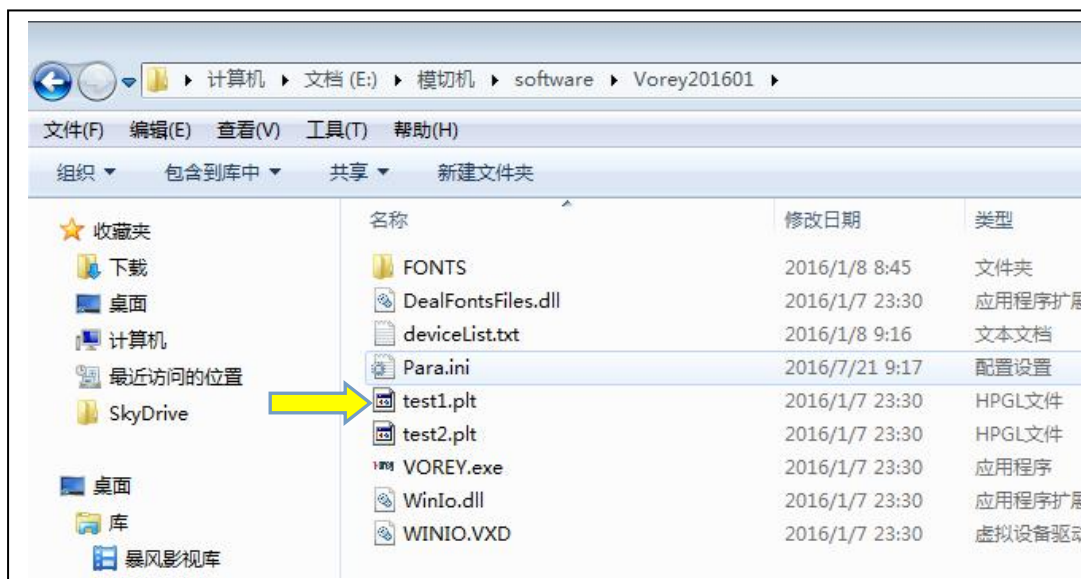 计算机 文档 (E:) 模切机 software Vorey201601
文件(F) 编辑(E) 查看(V) 工具(T) 帮助(H)
组织 包含到库中 共享 新建文件夹
收藏夹
下载
桌面
计算机
最近访问的位置
SkyDrive
桌面
库
暴风影视库
名称 修改日期 类型
FONTS 2016/1/8 8:45 文件夹
DealFontsFiles.dll 2016/1/7 23:30 应用程序扩展
deviceList.txt 2016/1/8 9:16 文本文档
Para.ini 2016/7/21 9:17 配置设置
test1.plt 2016/1/7 23:30 HPGL文件
test2.plt 2016/1/7 23:30 HPGL文件
VOREY.exe 2016/1/7 23:30 应用程序
WinIo.dll 2016/1/7 23:30 应用程序扩展
WINIO.VXD 2016/1/7 23:30 虚拟设备驱动